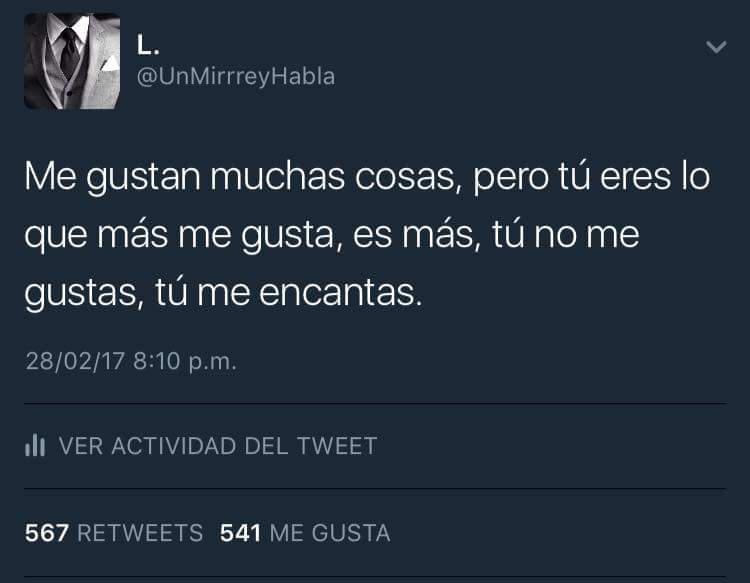 L.
@UnMirrreyHabla
Me gustan muchas cosas, pero tú eres lo
que más me gusta, es más, tú no me
gustas, tú me encantas.
28/02/17 8:10 p.m.
VER ACTIVIDAD DEL TWEET
567 RETWEETS 541 ME GUSTA